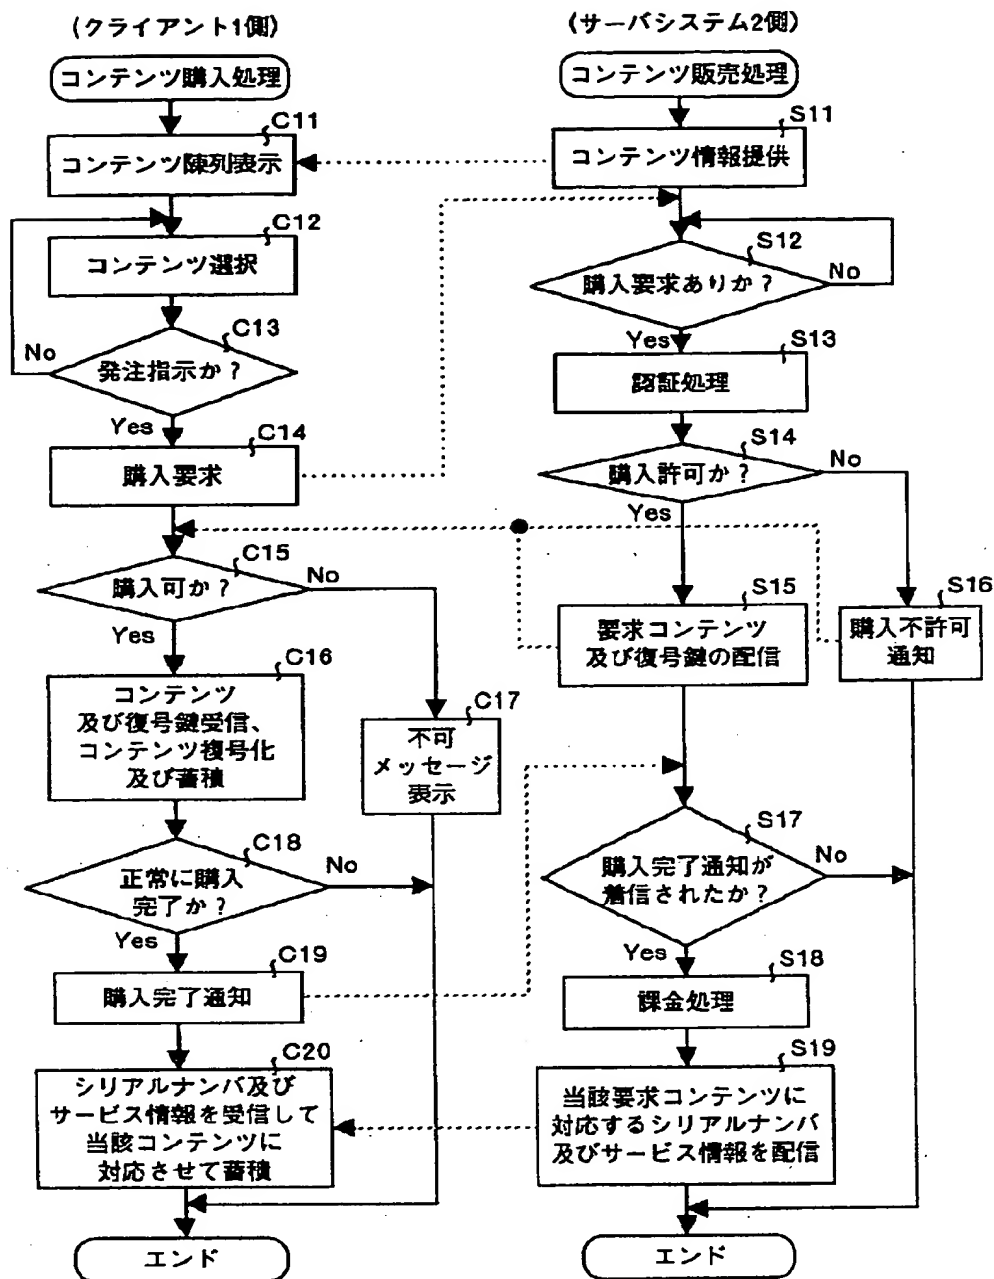 (クライアント1側)
コンテンツ購入処理
C11
コンテンツ陳列表示
C12
コンテンツ選択
C13
発注指示か?
No
Yes
C14
購入要求
C15
購入可か?
No
Yes
C16
コンテンツ
及び復号鍵受信、
コンテンツ複号化
及び蓄積
C17
不可
メッセージ
表示
C18
正常に購入
完了か?
No
Yes
C19
購入完了通知
C20
シリアルナンバ及び
サービス情報を受信して
当該コンテンツに
対応させて蓄積
エンド
(サーバシステム2側)
コンテンツ販売処理
S11
コンテンツ情報提供
S12
購入要求ありか?
No
Yes
S13
認証処理
S14
購入許可か?
No
Yes
S15
要求コンテンツ
及び復号鍵の配信
S16
購入不許可
通知
S17
購入完了通知が
着信されたか?
No
Yes
S18
課金処理
S19
当該要求コンテンツに
対応するシリアルナンバ
及びサービス情報を配信
エンド